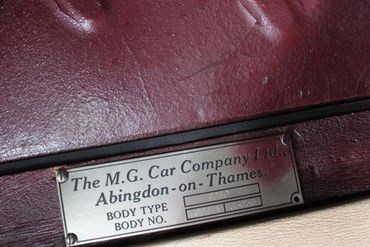 The M.G. Car Company Ltd.,
Abingdon-on-Thames.
BODY TYPE
BODY NO.